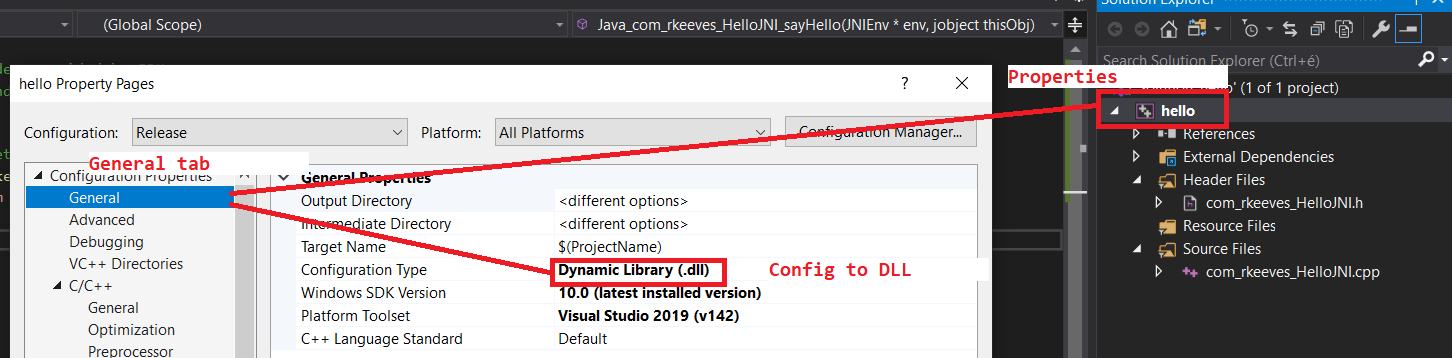 Solution Explorer
(Global Scope)
Java_com_rkeeves_HelloJNI_sayHello(JNIEnv * env, jobject thisObj)
Search Solution Explorer (Ctrl+é)
Properties
(1 of 1 project)
hello
References
External Dependencies
Header Files
com_rkeeves_HelloJNI.h
Resource Files
Source Files
com_rkeeves_HelloJNI.cpp
hello Property Pages
?
Configuration:
Release
Platform:
All Platforms
Configuration Manager...
General tab
Configuration Properties
General
Advanced
Debugging
VC++ Directories
C/C++
General
Optimization
Preprocessor
General Properties
Output Directory <different options>
Intermediate Directory <different options>
Target Name $(ProjectName)
Configuration Type Dynamic Library (.dll)
Config to DLL
Windows SDK Version 10.0 (latest installed version)
Platform Toolset Visual Studio 2019 (v142)
C++ Language Standard Default